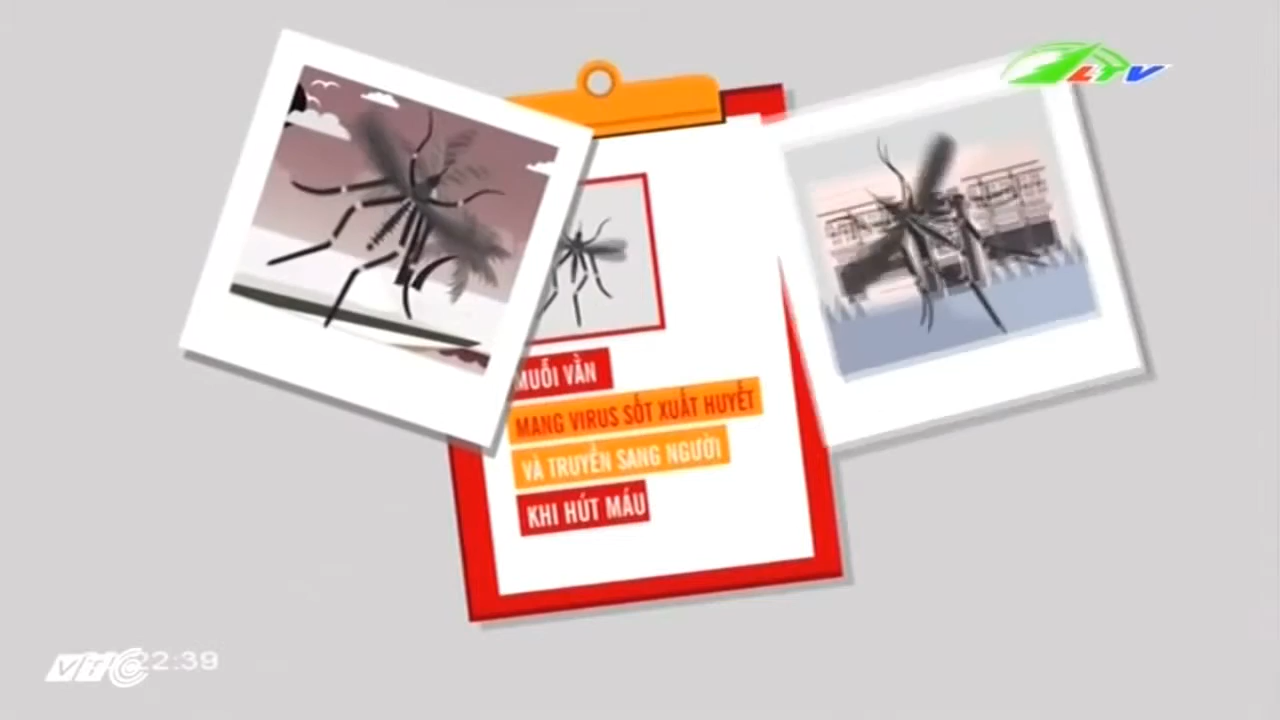 LTV
MUỖI VẰN
MANG VIRUS SỐT XUẤT HUYẾT
VÀ TRUYỀN SANG NGƯỜI
KHI HÚT MÁU
VTC
22:39